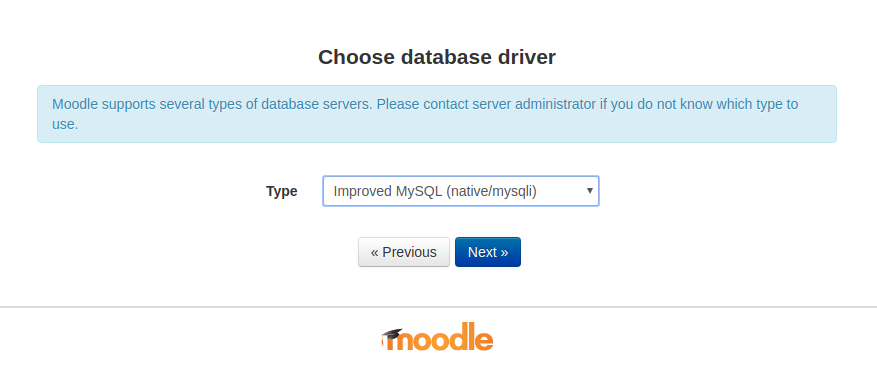 Choose database driver
Moodle supports several types of database servers. Please contact server administrator if you do not know which type to
use.
Type
Improved MySQL (native/mysqli)
« Previous
Next »
moodle